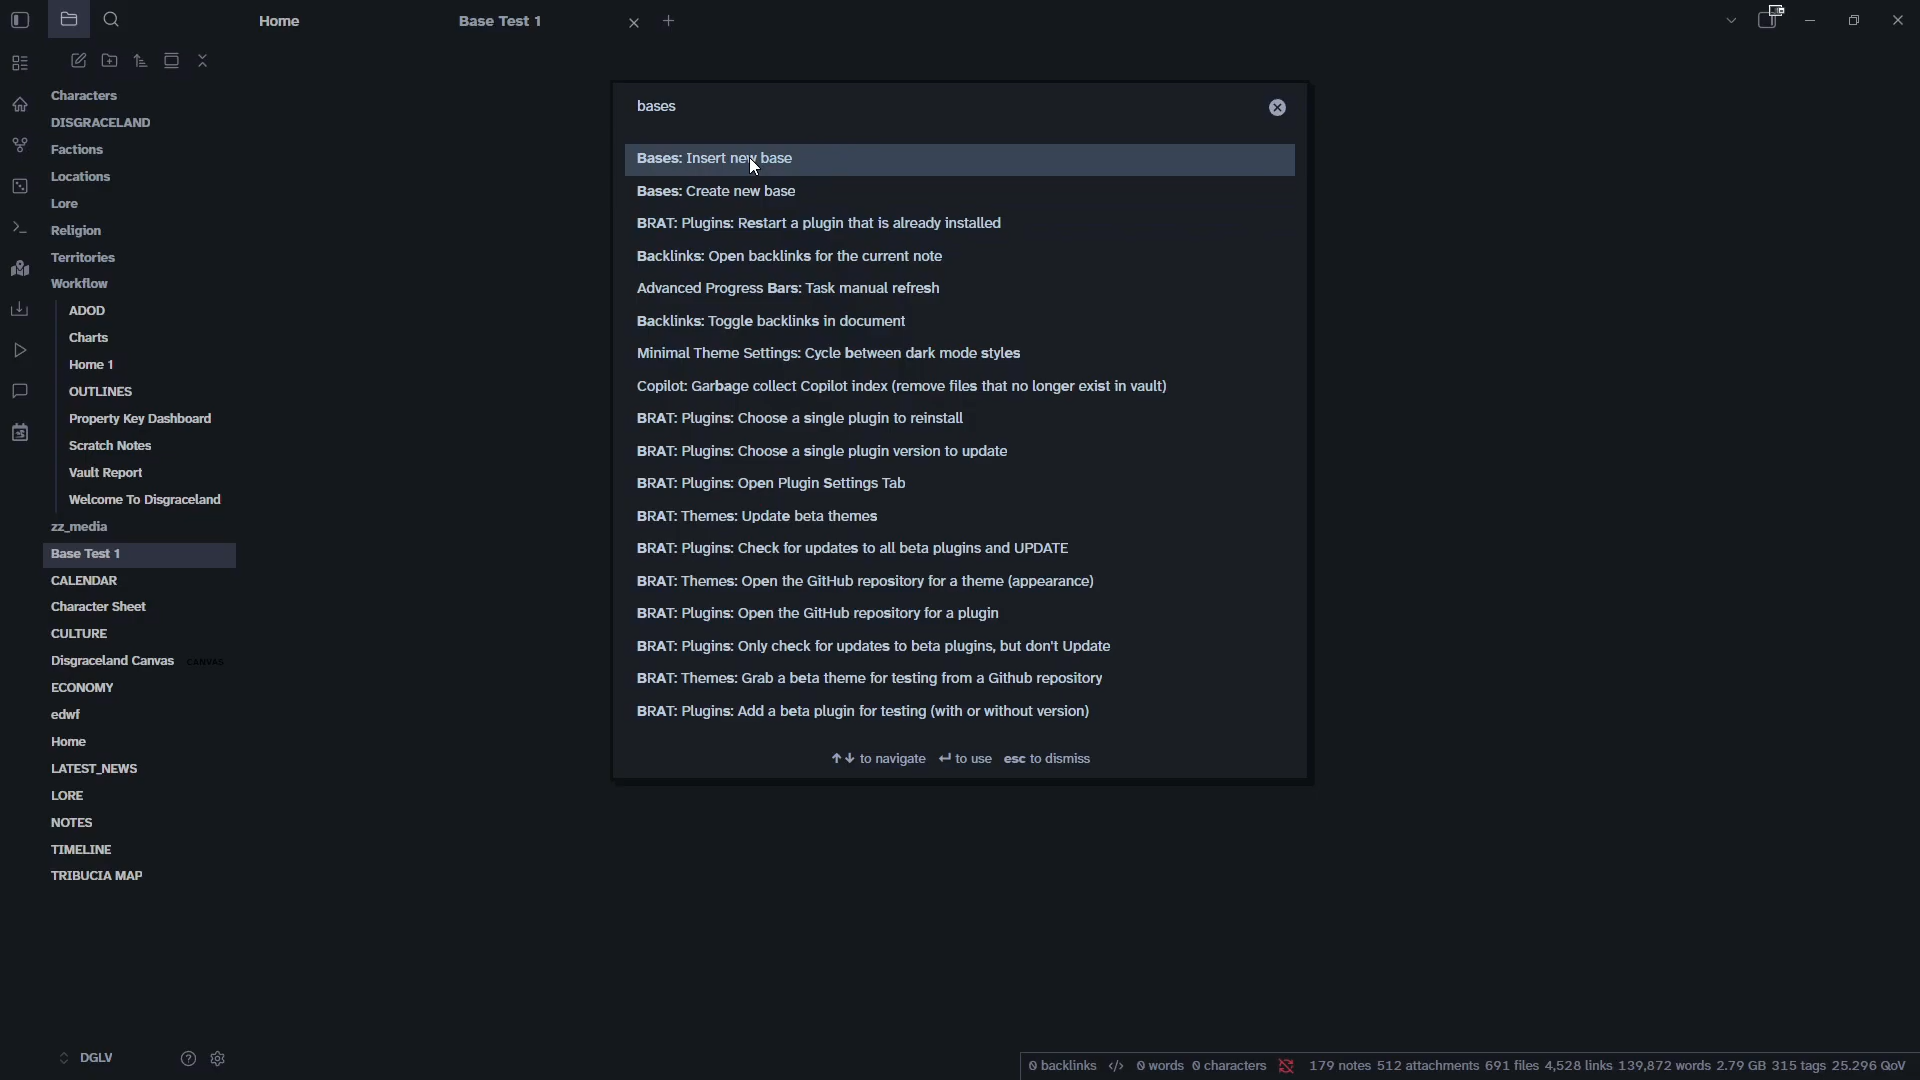 Home
Base Test 1
Characters
DISGRACELAND
Factions
Locations
Lore
Religion
Territories
Workflow
ADOD
Charts
Home 1
OUTLINES
Property Key Dashboard
Scratch Notes
Vault Report
Welcome To Disgraceland
zz_media
Base Test 1
CALENDAR
Character Sheet
CULTURE
Disgraceland Canvas CANVAS
ECONOMY
edwf
Home
LATEST_NEWS
LORE
NOTES
TIMELINE
TRIBUCIA MAP
DGLV
bases
Bases: Insert new base
Bases: Create new base
BRAT: Plugins: Restart a plugin that is already installed
Backlinks: Open backlinks for the current note
Advanced Progress Bars: Task manual refresh
Backlinks: Toggle backlinks in document
Minimal Theme Settings: Cycle between dark mode styles
Copilot: Garbage collect Copilot index (remove files that no longer exist in vault)
BRAT: Plugins: Choose a single plugin to reinstall
BRAT: Plugins: Choose a single plugin version to update
BRAT: Plugins: Open Plugin Settings Tab
BRAT: Themes: Update beta themes
BRAT: Plugins: Check for updates to all beta plugins and UPDATE
BRAT: Themes: Open the GitHub repository for a theme (appearance)
BRAT: Plugins: Open the GitHub repository for a plugin
BRAT: Plugins: Only check for updates to beta plugins, but don't Update
BRAT: Themes: Grab a beta theme for testing from a Github repository
BRAT: Plugins: Add a beta plugin for testing (with or without version)
↑↓ to navigate ↵ to use esc to dismiss
0 backlinks </> 0 words 0 characters 179 notes 512 attachments 691 files 4,528 links 139,872 words 2.79 GB 315 tags 25.296 QoV